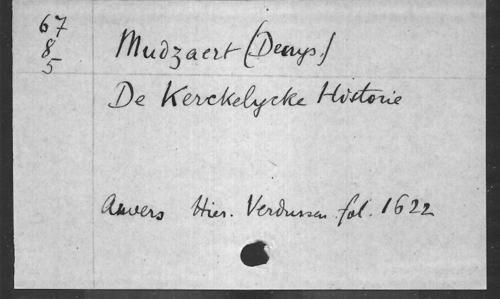 67
8
5
Mudzaert (Denys.)
De Kerckelycke Historie
Anvers Hier. Verdussen fol. 1622